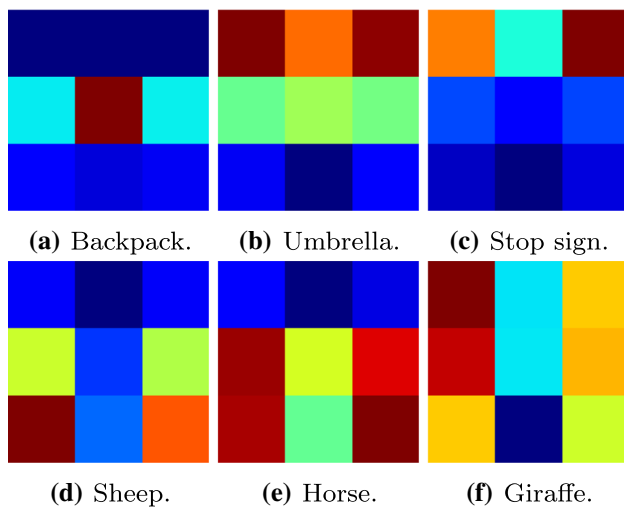 (a) Backpack. (b) Umbrella. (c) Stop sign.
(d) Sheep. (e) Horse. (f) Giraffe.